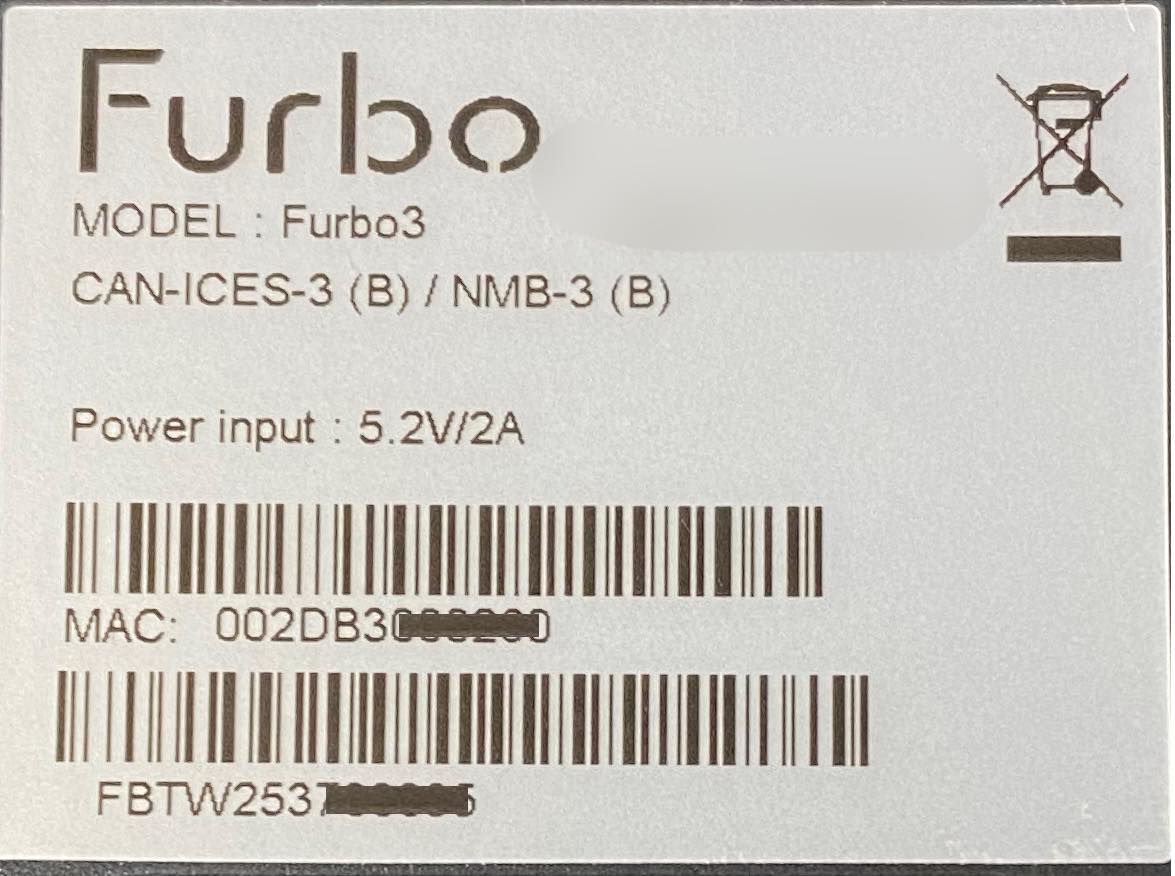 Furbo
MODEL : Furbo3
CAN-ICES-3 (B) / NMB-3 (B)
Power input : 5.2V/2A
MAC: 002DB3
FBTW253